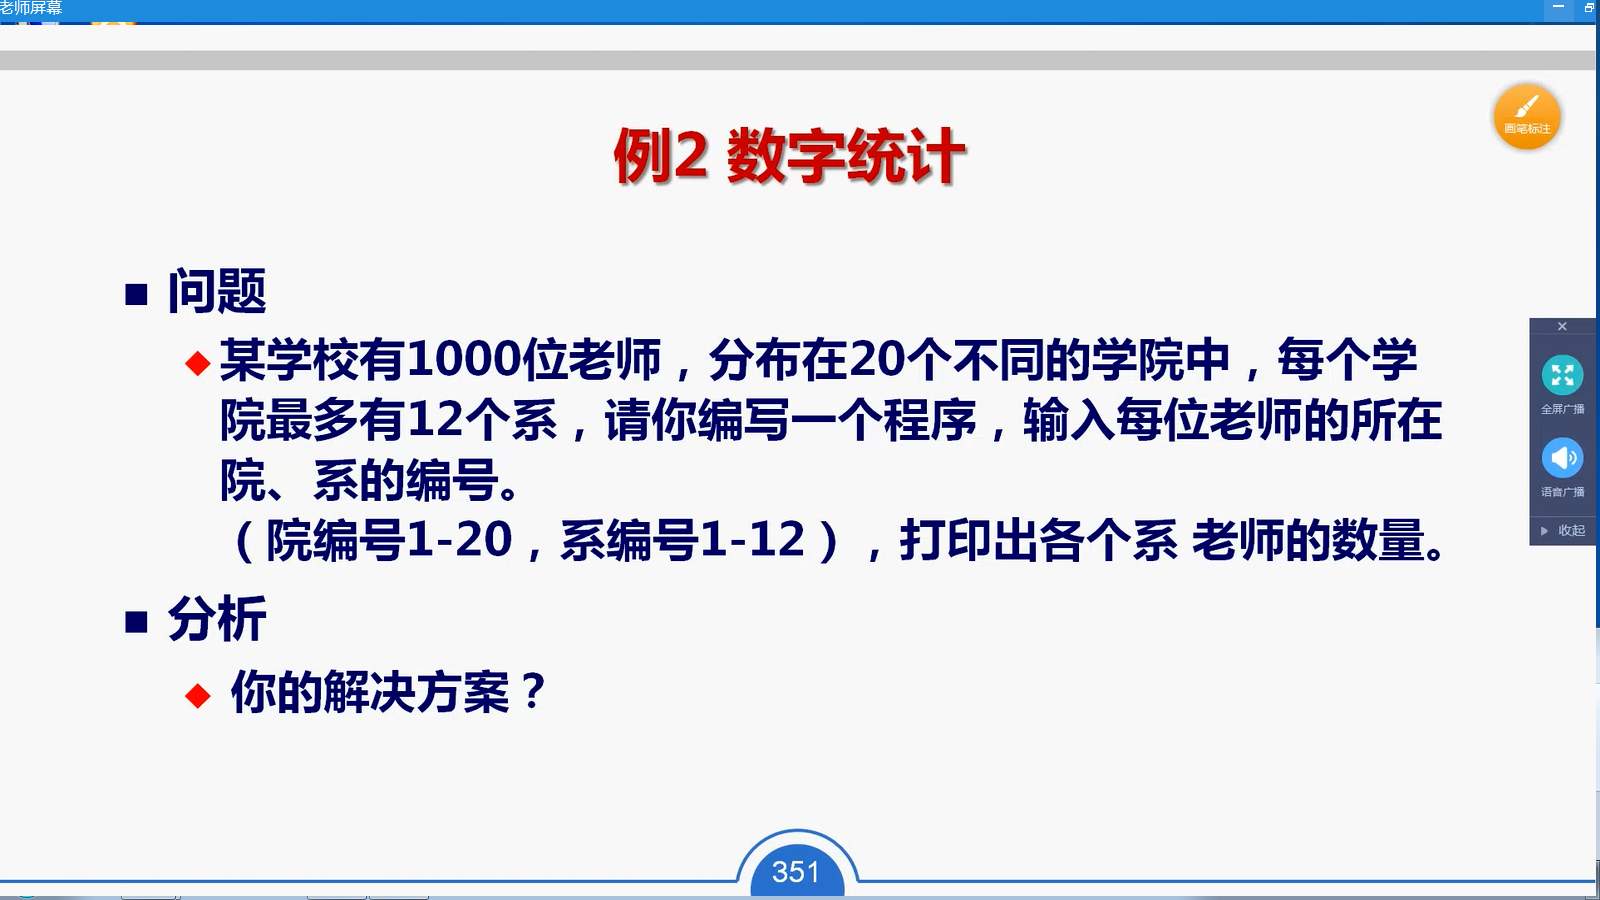 老师屏幕
画笔标注
例2 数字统计
问题
某学校有1000位老师，分布在20个不同的学院中，每个学
院最多有12个系，请你编写一个程序，输入每位老师的所在
院、系的编号。
（院编号1-20，系编号1-12），打印出各个系 老师的数量。
全屏广播
语音广播
收起
分析
你的解决方案？
351